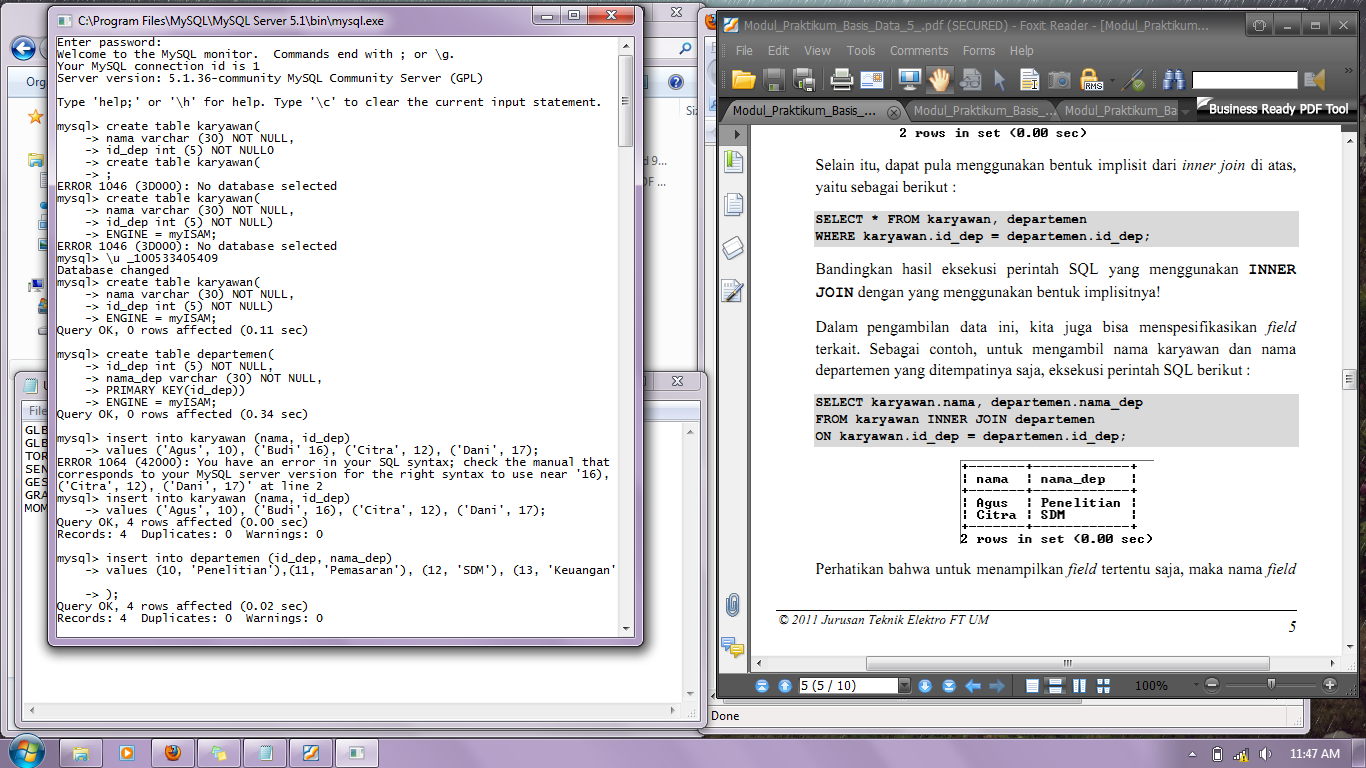 C:\Program Files\MySQL\MySQL Server 5.1\bin\mysql.exe
Enter password:
Welcome to the MySQL monitor.  Commands end with ; or \g.
Your MySQL connection id is 1
Server version: 5.1.36-community MySQL Community Server (GPL)
Type 'help;' or '\h' for help. Type '\c' to clear the current input statement.
mysql> create table karyawan(
    -> nama varchar (30) NOT NULL,
    -> id_dep int (5) NOT NULLO
    -> create table karyawan(
    -> ;
ERROR 1046 (3D000): No database selected
mysql> create table karyawan(
    -> nama varchar (30) NOT NULL,
    -> id_dep int (5) NOT NULL)
    -> ENGINE = myISAM;
ERROR 1046 (3D000): No database selected
mysql> \u _100533405409
Database changed
mysql> create table karyawan(
    -> nama varchar (30) NOT NULL,
    -> id_dep int (5) NOT NULL)
    -> ENGINE = myISAM;
Query OK, 0 rows affected (0.11 sec)
mysql> create table departemen(
    -> id_dep int (5) NOT NULL,
    -> nama_dep varchar (30) NOT NULL,
    -> PRIMARY KEY(id_dep))
    -> ENGINE = myISAM;
Query OK, 0 rows affected (0.34 sec)
mysql> insert into karyawan (nama, id_dep)
    -> values ('Agus', 10), ('Budi' 16), ('Citra', 12), ('Dani', 17);
ERROR 1064 (42000): You have an error in your SQL syntax; check the manual that
corresponds to your MySQL server version for the right syntax to use near '16),
('Citra', 12), ('Dani', 17)' at line 2
mysql> insert into karyawan (nama, id_dep)
    -> values ('Agus', 10), ('Budi', 16), ('Citra', 12), ('Dani', 17);
Query OK, 4 rows affected (0.00 sec)
Records: 4  Duplicates: 0  Warnings: 0
mysql> insert into departemen (id_dep, nama_dep)
    -> values (10, 'Penelitian'),(11, 'Pemasaran'), (12, 'SDM'), (13, 'Keuangan'
    -> );
Query OK, 4 rows affected (0.02 sec)
Records: 4  Duplicates: 0  Warnings: 0
Org
File
GLB
GLB
TOR
SEN
GES
GRA
MOM
Siz
d 9...
DF ...
Done
Modul_Praktikum_Basis_Data_5_.pdf (SECURED) - Foxit Reader - [Modul_Praktikum...
File Edit View Tools Comments Forms Help
RMS
Modul_Praktikum_Basis_... Modul_Praktikum_Basis_... Modul_Praktikum_Ba Business Ready PDF Tool
2 rows in set (0.00 sec)
Selain itu, dapat pula menggunakan bentuk implisit dari inner join di atas,
yaitu sebagai berikut :
SELECT * FROM karyawan, departemen
WHERE karyawan.id_dep = departemen.id_dep;
Bandingkan hasil eksekusi perintah SQL yang menggunakan INNER
JOIN dengan yang menggunakan bentuk implisitnya!
Dalam pengambilan data ini, kita juga bisa menspesifikasikan field
terkait. Sebagai contoh, untuk mengambil nama karyawan dan nama
departemen yang ditempatinya saja, eksekusi perintah SQL berikut :
SELECT karyawan.nama, departemen.nama_dep
FROM karyawan INNER JOIN departemen
ON karyawan.id_dep = departemen.id_dep;
+-------+------------+
| nama  | nama_dep   |
+-------+------------+
| Agus  | Penelitian |
| Citra | SDM        |
+-------+------------+
2 rows in set (0.00 sec)
Perhatikan bahwa untuk menampilkan field tertentu saja, maka nama field
© 2011 Jurusan Teknik Elektro FT UM
5
5 (5 / 10) 100%
11:47 AM